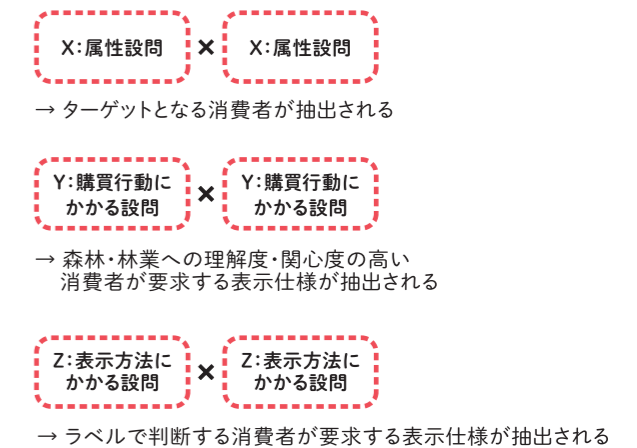 X:属性設問 × X:属性設問
→ ターゲットとなる消費者が抽出される
Y:購買行動に
かかる設問 × Y:購買行動に
かかる設問
→ 森林・林業への理解度・関心度の高い
消費者が要求する表示仕様が抽出される
Z:表示方法に
かかる設問 × Z:表示方法に
かかる設問
→ ラベルで判断する消費者が要求する表示仕様が抽出される